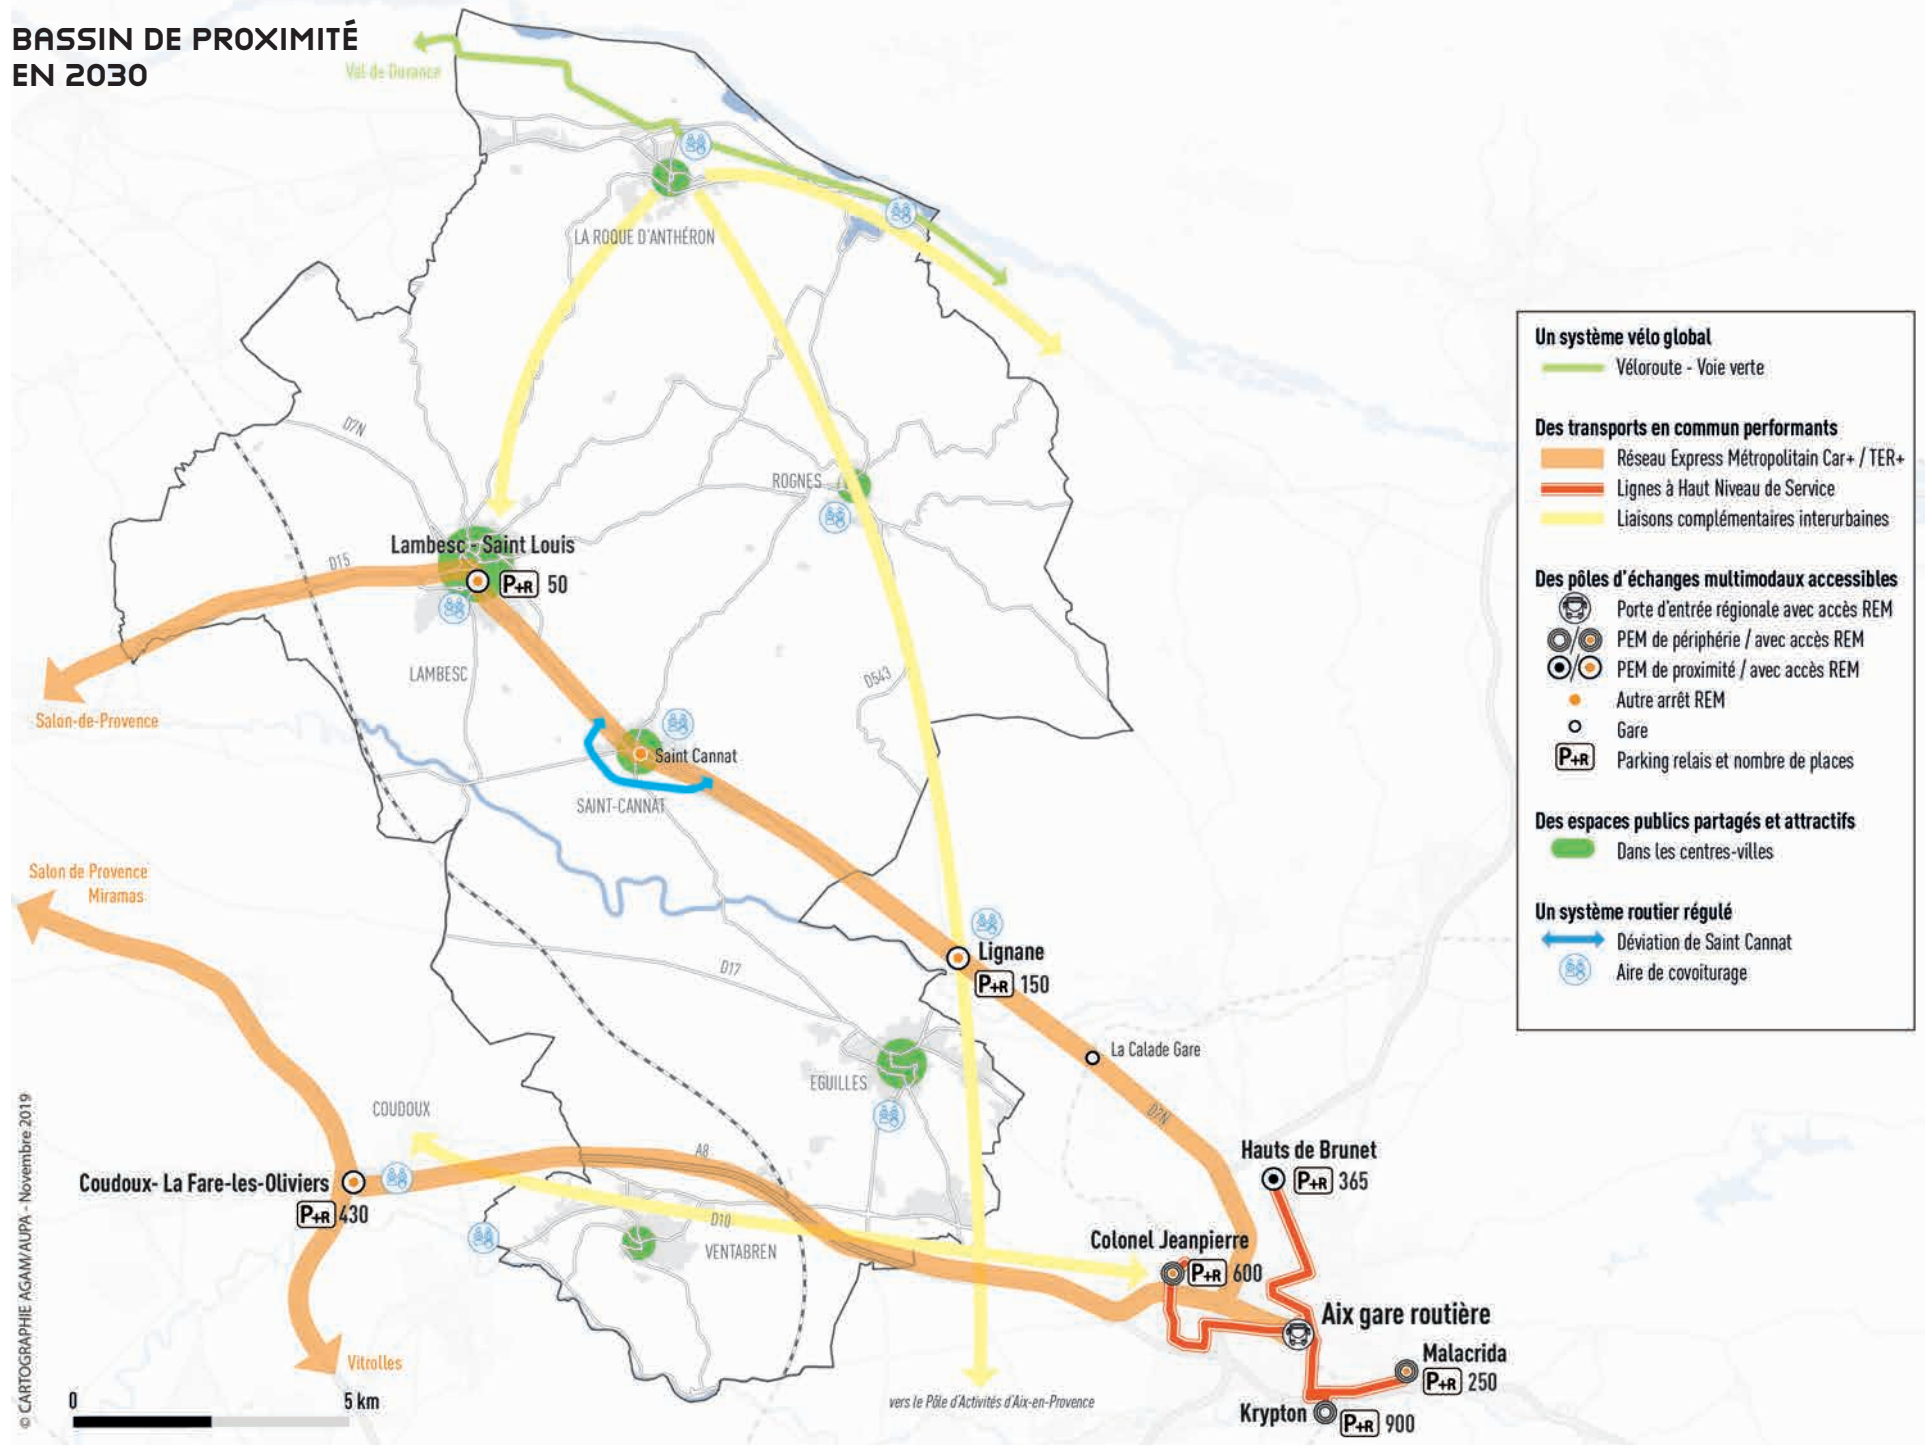 BASSIN DE PROXIMITÉ
EN 2030
Val de Durance
LA ROQUE D'ANTHÉRON
D7N
ROGNES
Lambesc - Saint Louis
P+R 50
D15
LAMBESC
D543
Salon-de-Provence
Saint Cannat
SAINT-CANNAT
Salon de Provence
Miramas
Lignane
P+R 150
D17
La Calade Gare
EGUILLES
D7N
COUDOUX
A8
Hauts de Brunet
P+R 365
Coudoux- La Fare-les-Oliviers
P+R 430
D10
VENTABREN
Colonel Jeanpierre
P+R 600
Aix gare routière
Vitrolles
Malacrida
P+R 250
Krypton
P+R 900
vers le Pôle d'Activités d'Aix-en-Provence
0 5 km
© CARTOGRAPHIE AGAM/AUPA - Novembre 2019
Un système vélo global
Véloroute - Voie verte
Des transports en commun performants
Réseau Express Métropolitain Car+ / TER+
Lignes à Haut Niveau de Service
Liaisons complémentaires interurbaines
Des pôles d'échanges multimodaux accessibles
Porte d'entrée régionale avec accès REM
PEM de périphérie / avec accès REM
PEM de proximité / avec accès REM
Autre arrêt REM
Gare
P+R Parking relais et nombre de places
Des espaces publics partagés et attractifs
Dans les centres-villes
Un système routier régulé
Déviation de Saint Cannat
Aire de covoiturage